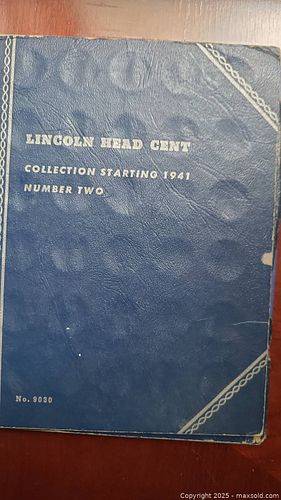 LINCOLN HEAD CENT
COLLECTION STARTING 1941
NUMBER TWO
No. 9030
Copyright © 2025 - maxsold.com